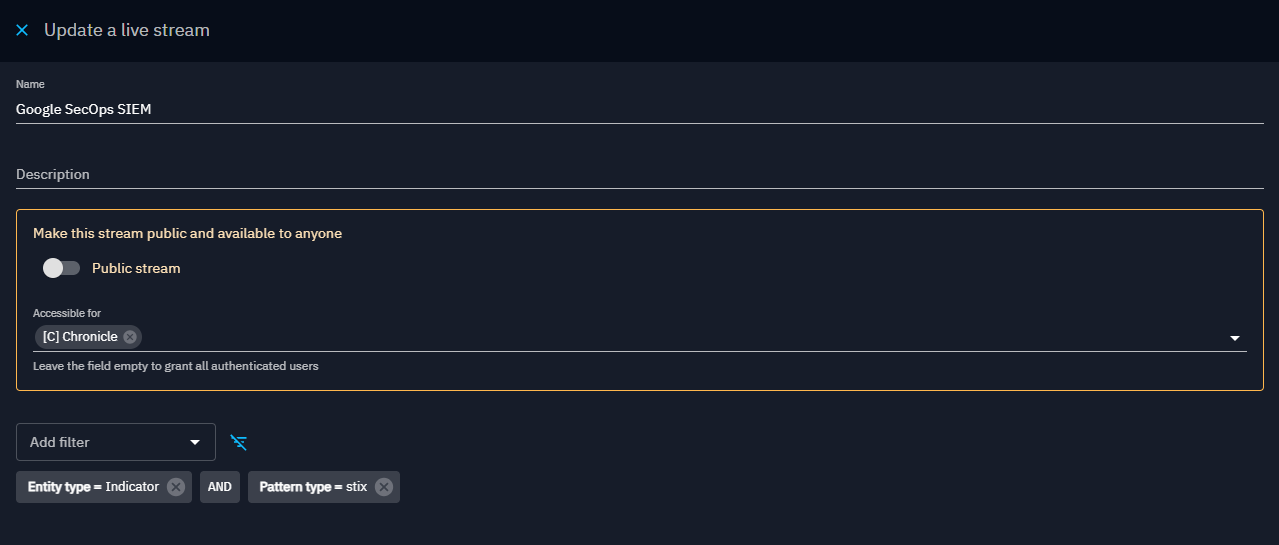 Update a live stream
Name
Google SecOps SIEM
Description
Make this stream public and available to anyone
Public stream
Accessible for
[C] Chronicle
Leave the field empty to grant all authenticated users
Add filter
Entity type = Indicator AND Pattern type = stix